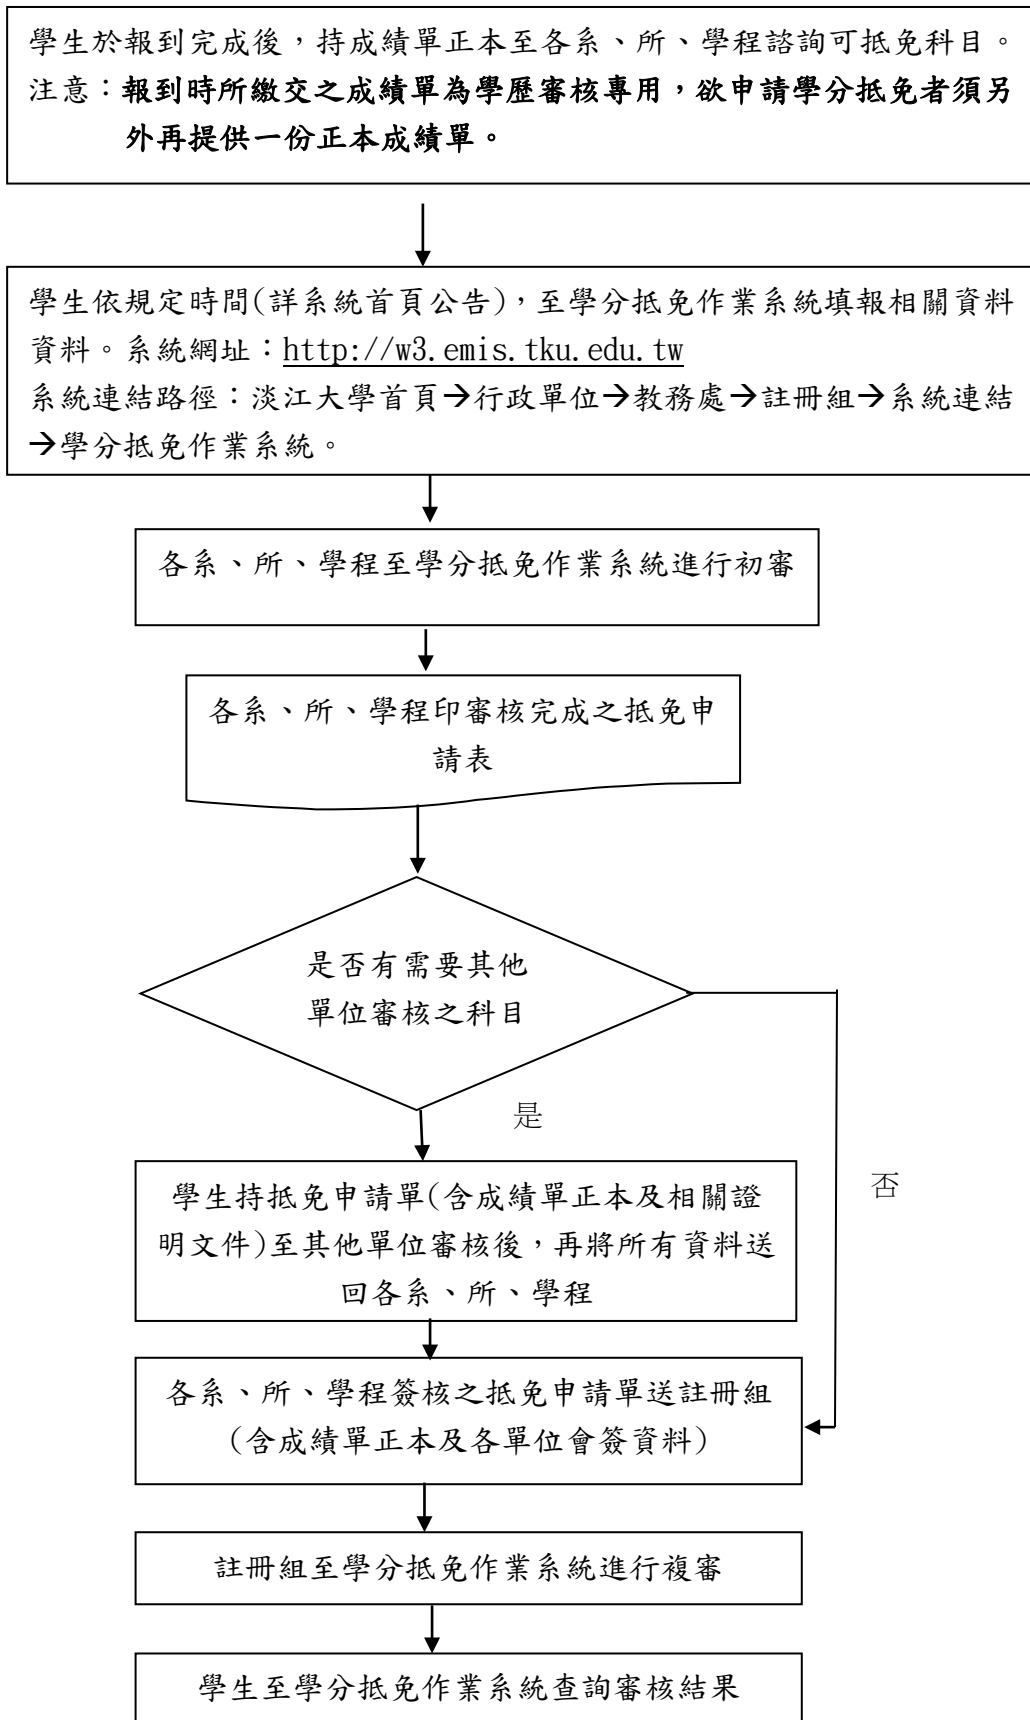 學生於報到完成後，持成績單正本至各系、所、學程諮詢可抵免科目。
注意：報到時所繳交之成績單為學歷審核專用，欲申請學分抵免者須另
外再提供一份正本成績單。
學生依規定時間(詳系統首頁公告)，至學分抵免作業系統填報相關資料
資料。系統網址：http://w3.emis.tku.edu.tw
系統連結路徑：淡江大學首頁→行政單位→教務處→註冊組→系統連結
→學分抵免作業系統。
各系、所、學程至學分抵免作業系統進行初審
各系、所、學程印審核完成之抵免申
請表
是否有需要其他
單位審核之科目
是
否
學生持抵免申請單(含成績單正本及相關證
明文件)至其他單位審核後，再將所有資料送
回各系、所、學程
各系、所、學程簽核之抵免申請單送註冊組
(含成績單正本及各單位會簽資料)
註冊組至學分抵免作業系統進行複審
學生至學分抵免作業系統查詢審核結果